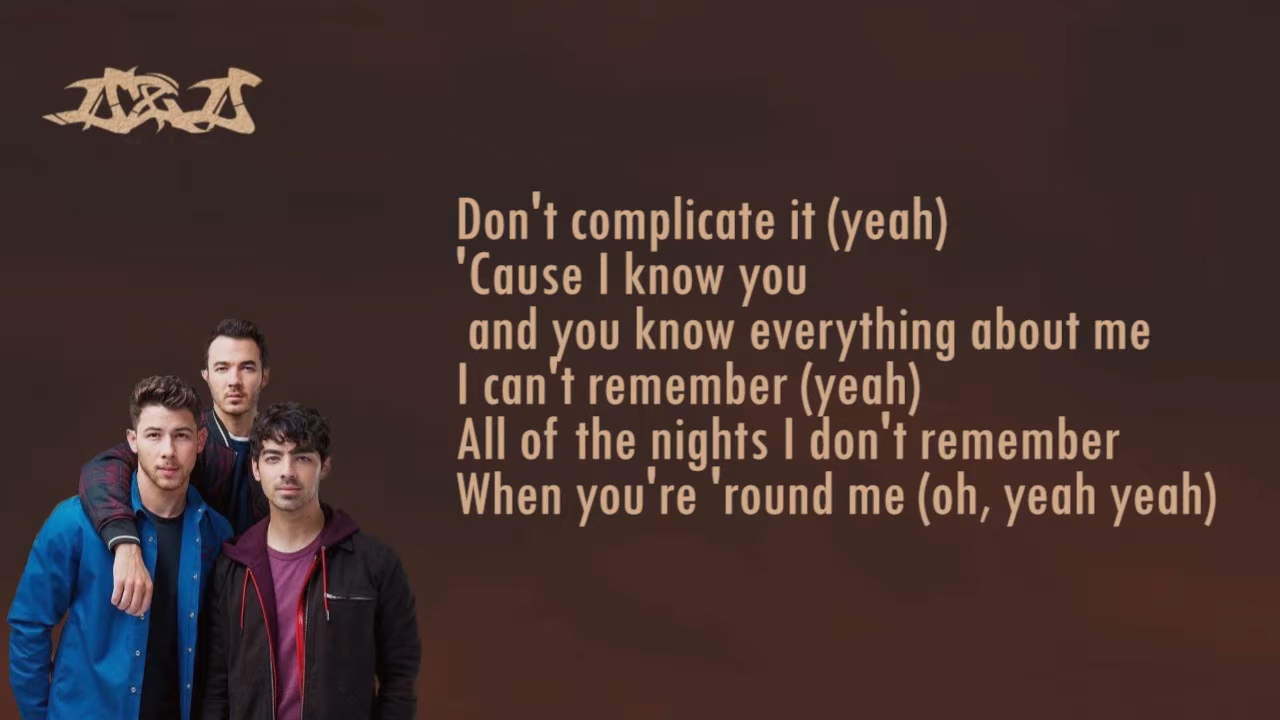 Don't complicate it (yeah)
'Cause I know you
and you know everything about me
I can't remember (yeah)
All of the nights I don't remember
When you're 'round me (oh, yeah yeah)